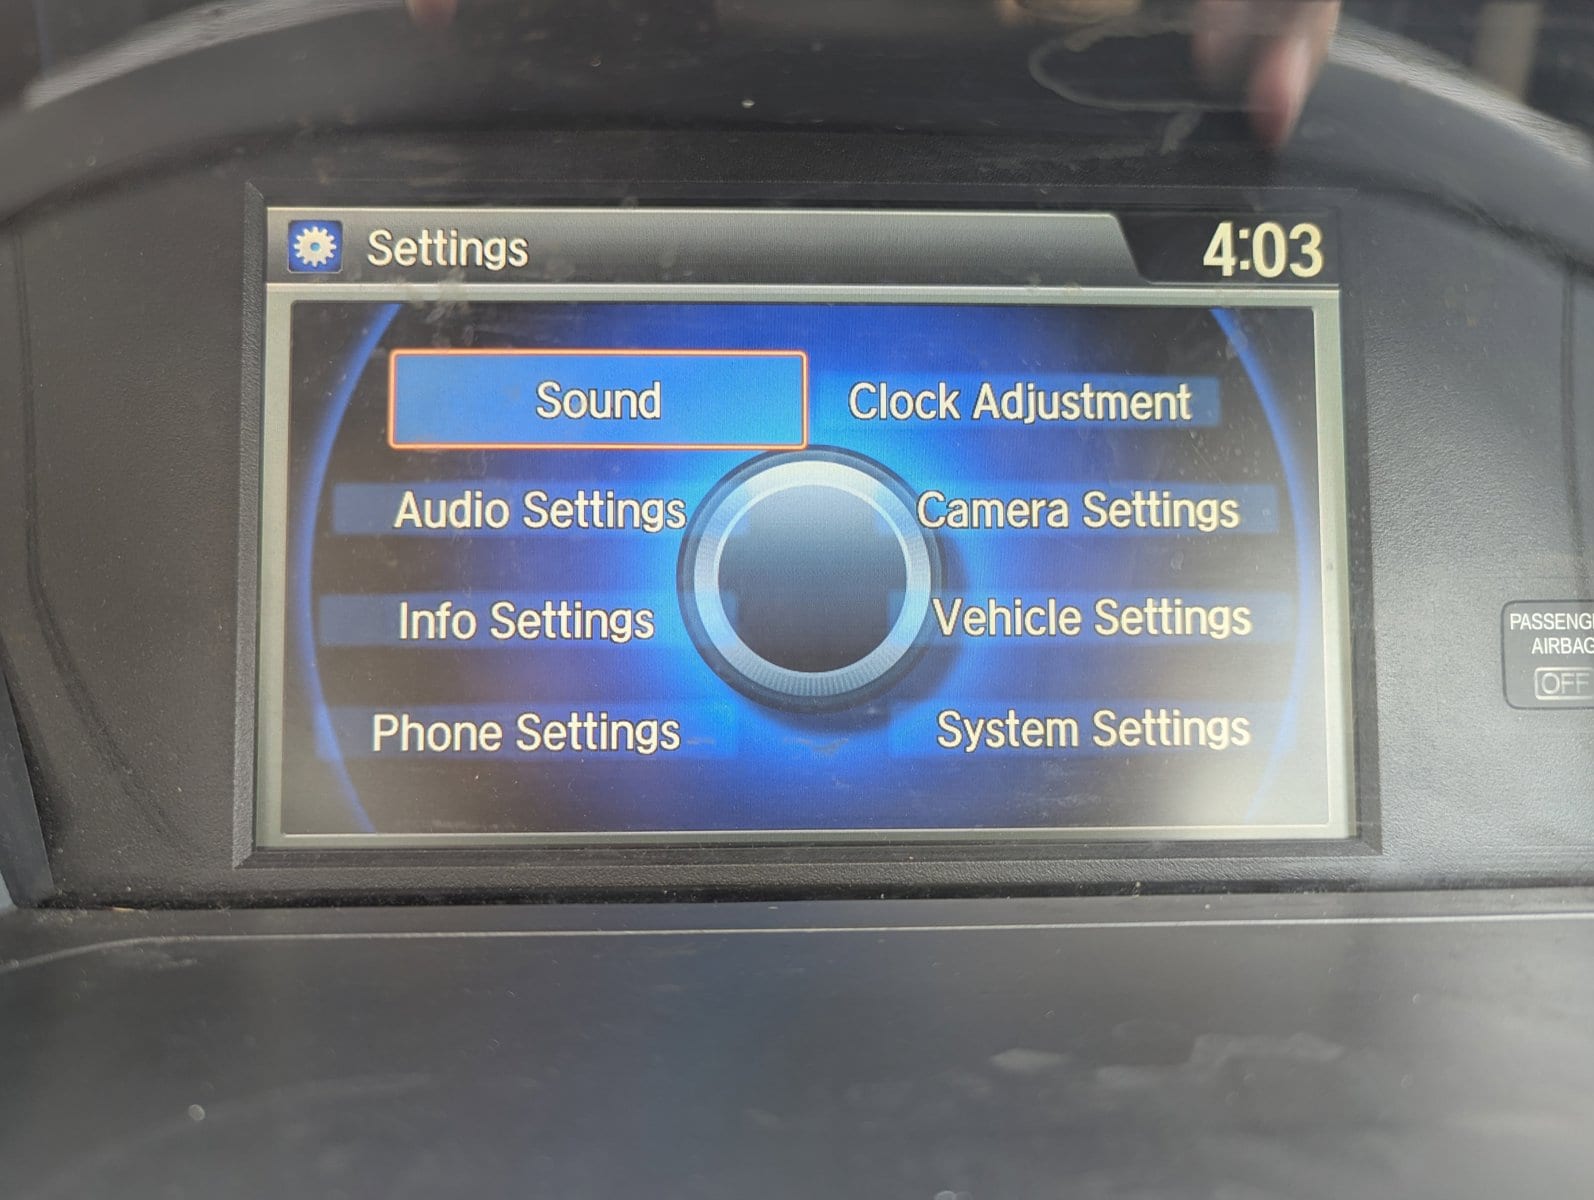 Settings
4:03
Sound
Clock Adjustment
Audio Settings
Camera Settings
Info Settings
Vehicle Settings
Phone Settings
System Settings
AIRBAG
OFF